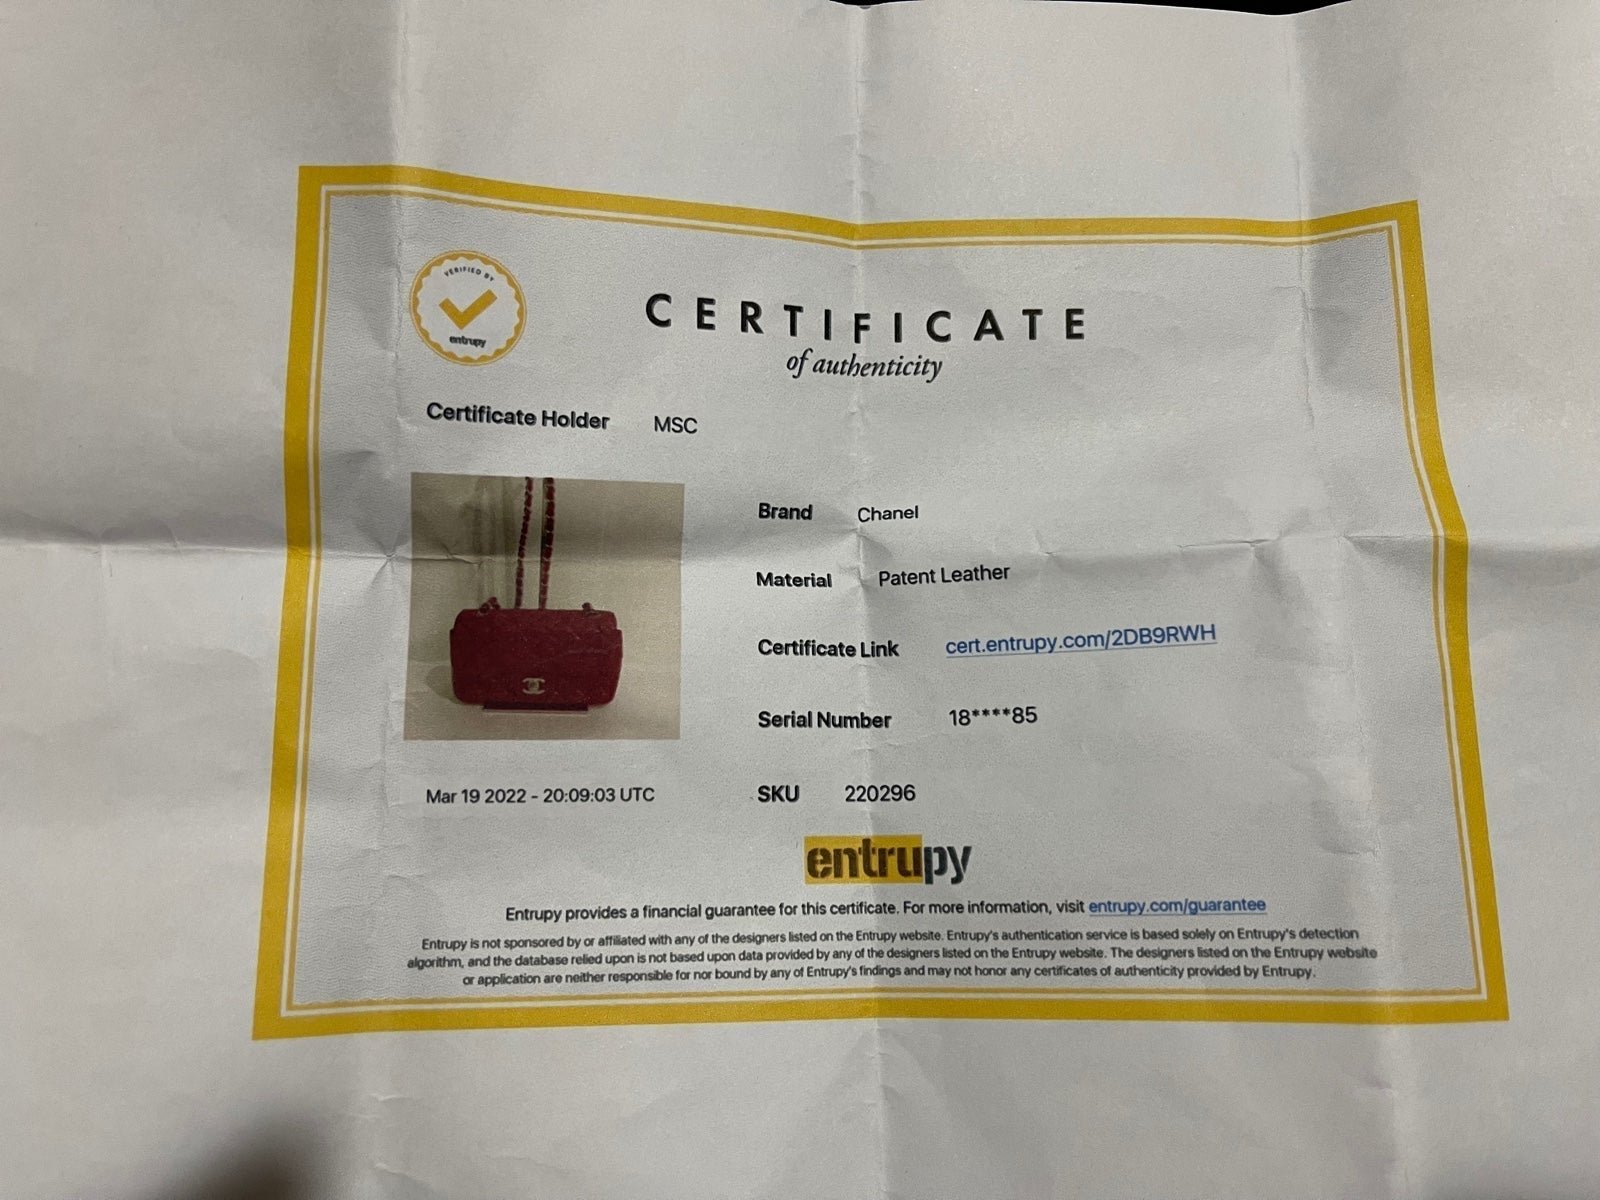 VERIFIED BY
entrupy
CERTIFICATE
of authenticity
Certificate Holder MSC
Brand Chanel
Material Patent Leather
Certificate Link cert.entrupy.com/2DB9RWH
Serial Number 18****85
Mar 19 2022 - 20:09:03 UTC
SKU 220296
entrupy
Entrupy provides a financial guarantee for this certificate. For more information, visit entrupy.com/guarantee
Entrupy is not sponsored by or affiliated with any of the designers listed on the Entrupy website. Entrupy's authentication service is based solely on Entrupy's detection
algorithm, and the database relied upon is not based upon data provided by any of the designers listed on the Entrupy website. The designers listed on the Entrupy website
or application are neither responsible for nor bound by any of Entrupy's findings and may not honor any certificates of authenticity provided by Entrupy.